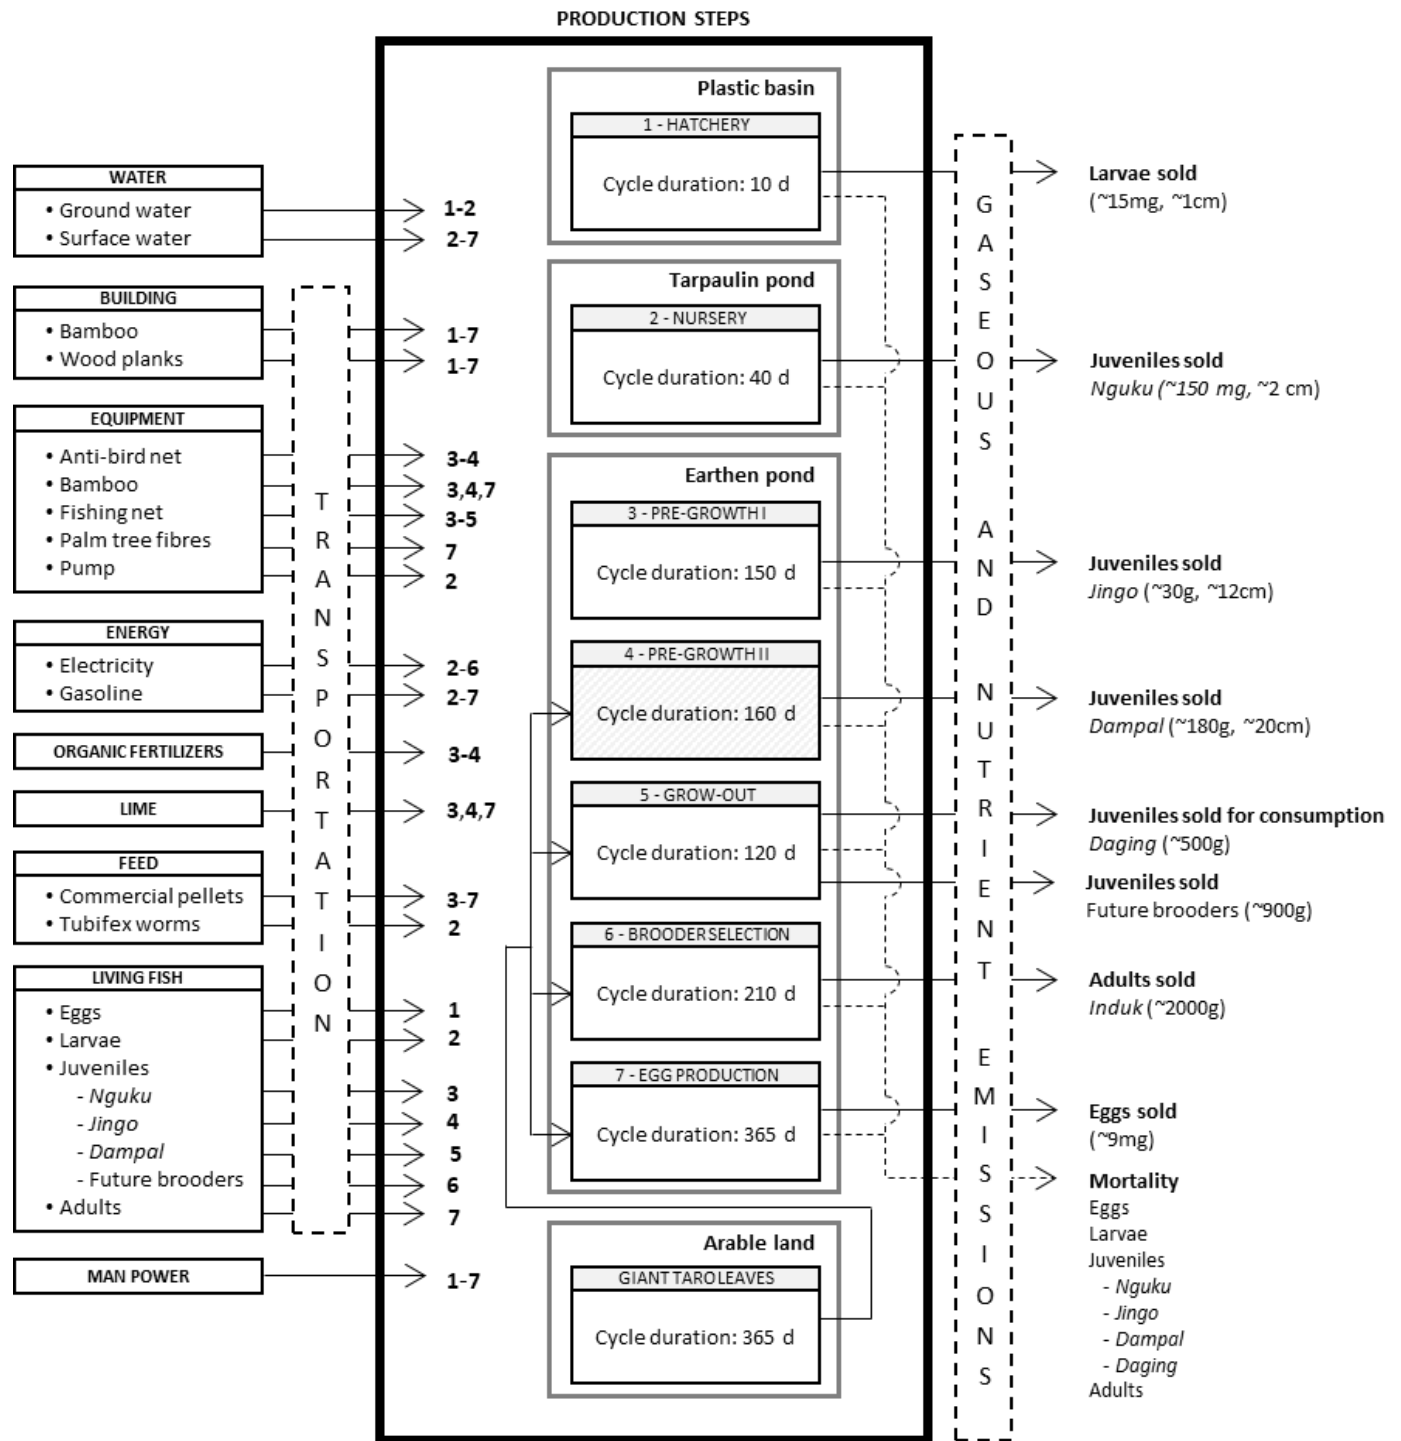 PRODUCTION STEPS
WATER
• Ground water
• Surface water
BUILDING
• Bamboo
• Wood planks
EQUIPMENT
• Anti-bird net
• Bamboo
• Fishing net
• Palm tree fibres
• Pump
ENERGY
• Electricity
• Gasoline
ORGANIC FERTILIZERS
LIME
FEED
• Commercial pellets
• Tubifex worms
LIVING FISH
• Eggs
• Larvae
• Juveniles
- Nguku
- Jingo
- Dampal
- Future brooders
• Adults
MAN POWER
TRANSPORTATION
1-2
2-7
1-7
1-7
3-4
3,4,7
3-5
7
2
2-6
2-7
3-4
3,4,7
3-7
2
1
2
3
4
5
6
7
1-7
Plastic basin
1 - HATCHERY
Cycle duration: 10 d
Tarpaulin pond
2 - NURSERY
Cycle duration: 40 d
Earthen pond
3 - PRE-GROWTH I
Cycle duration: 150 d
4 - PRE-GROWTH II
Cycle duration: 160 d
5 - GROW-OUT
Cycle duration: 120 d
6 - BROODER SELECTION
Cycle duration: 210 d
7 - EGG PRODUCTION
Cycle duration: 365 d
Arable land
GIANT TARO LEAVES
Cycle duration: 365 d
GASEOUS AND NUTRIENT EMISSIONS
Larvae sold
(~15mg, ~1cm)
Juveniles sold
Nguku (~150 mg, ~2 cm)
Juveniles sold
Jingo (~30g, ~12cm)
Juveniles sold
Dampal (~180g, ~20cm)
Juveniles sold for consumption
Daging (~500g)
Juveniles sold
Future brooders (~900g)
Adults sold
Induk (~2000g)
Eggs sold
(~9mg)
Mortality
Eggs
Larvae
Juveniles
- Nguku
- Jingo
- Dampal
- Daging
Adults